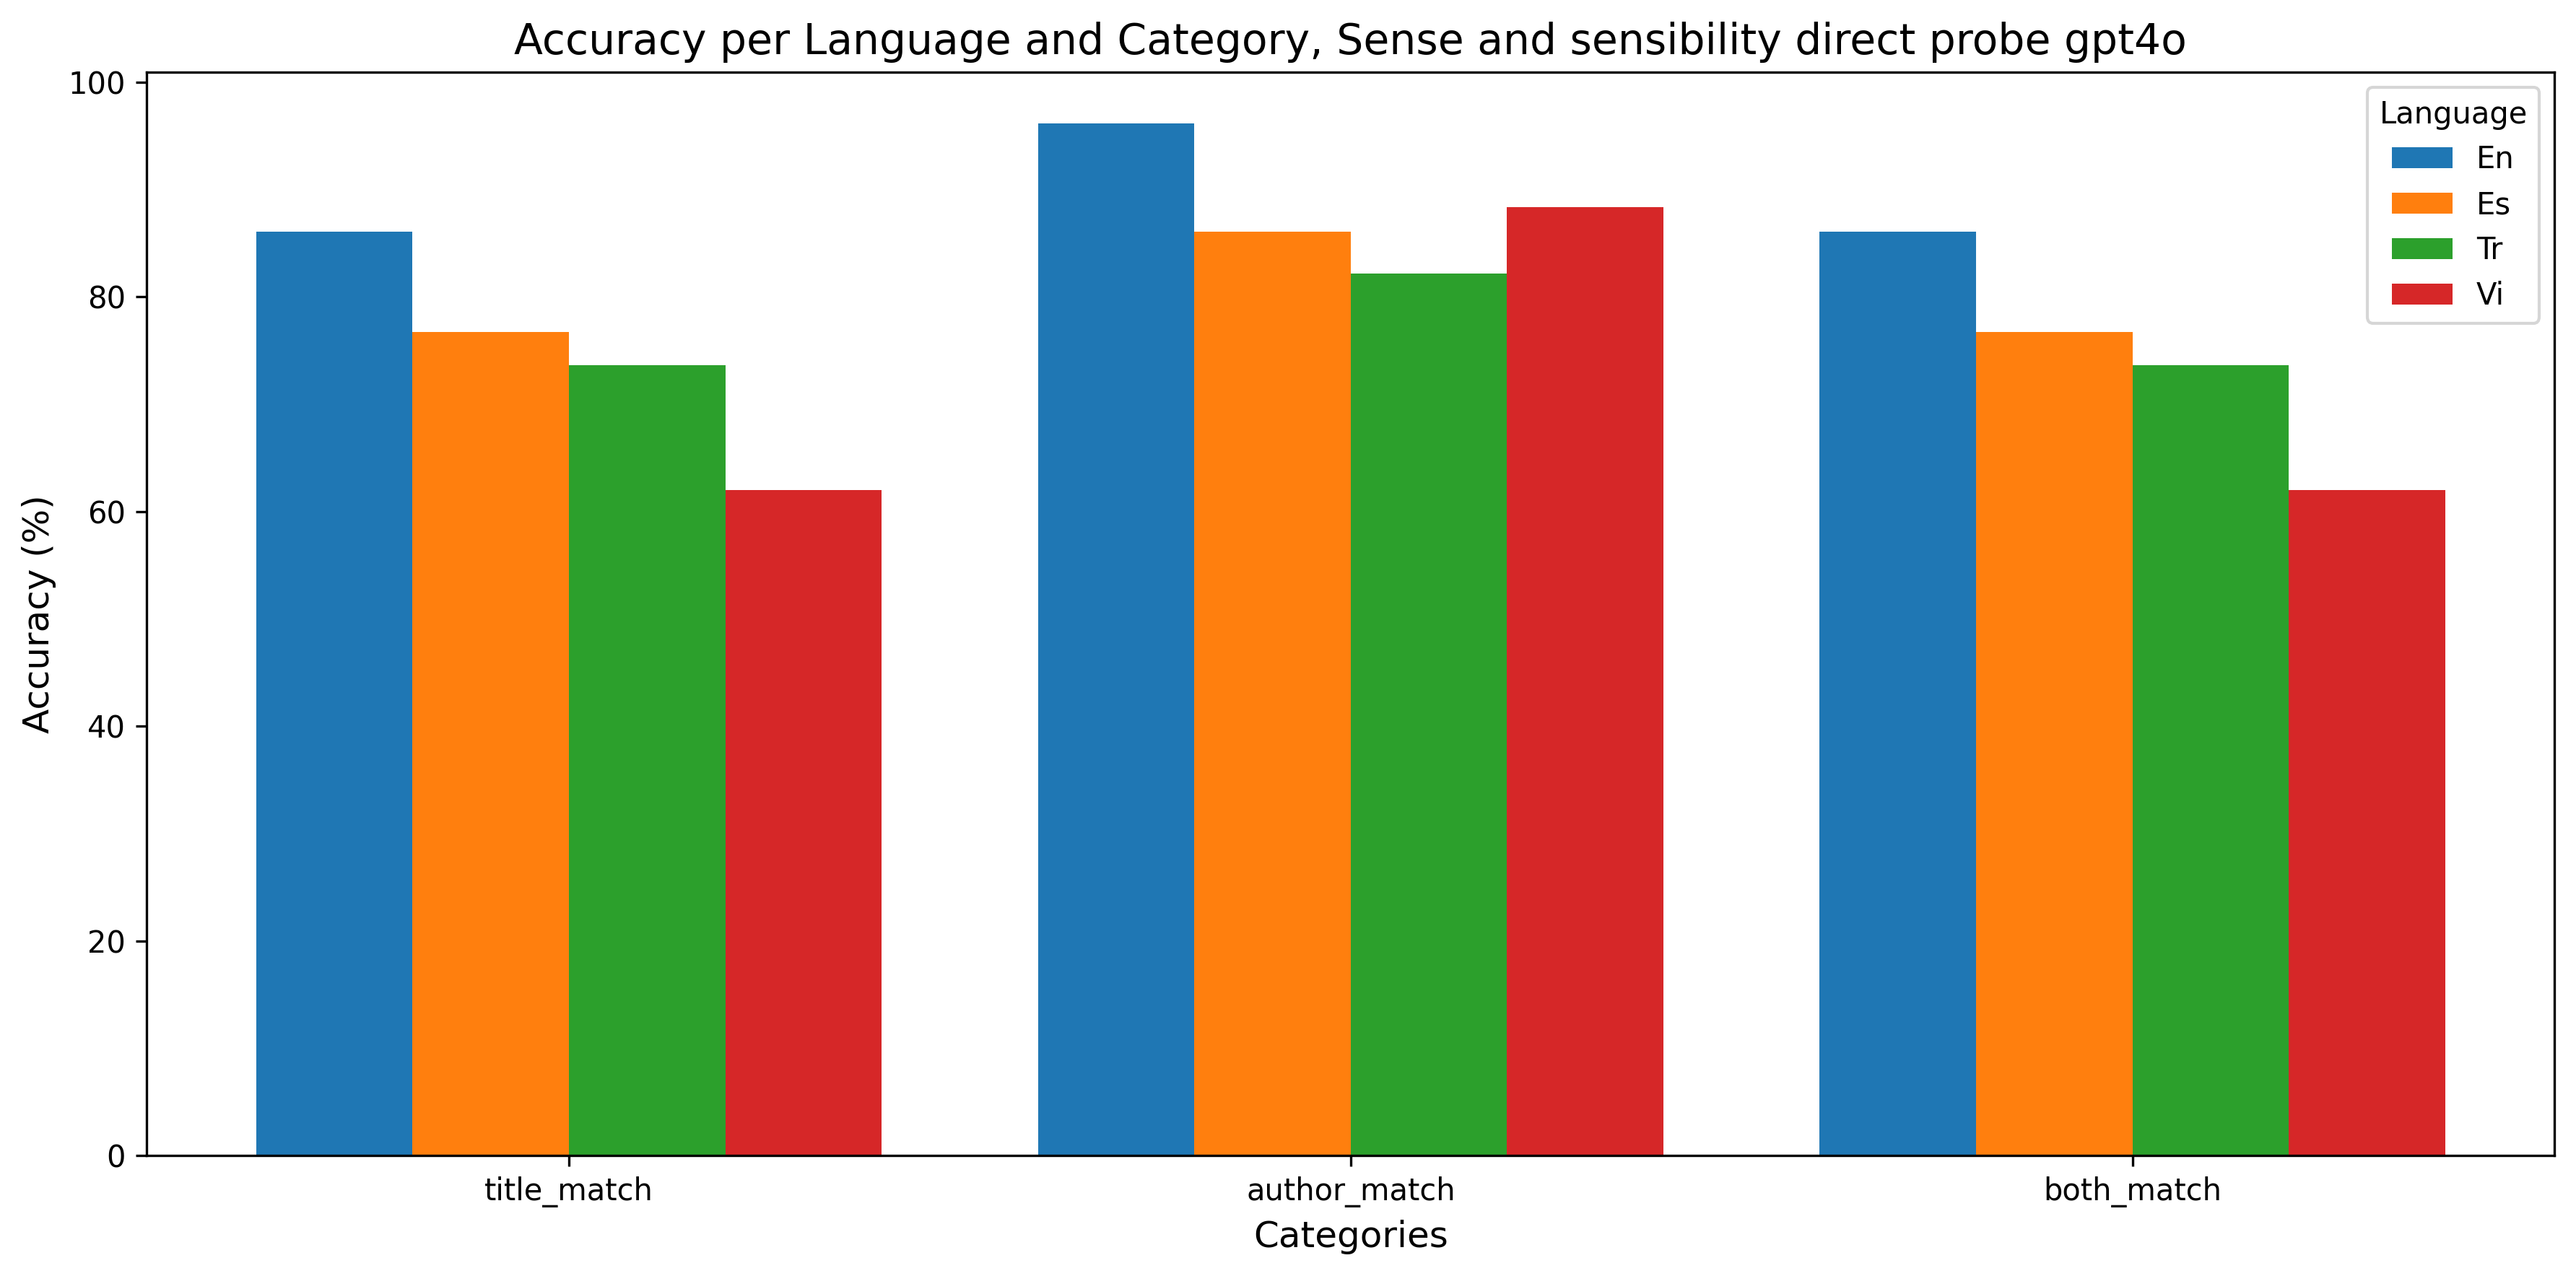 Accuracy per Language and Category, Sense and sensibility direct probe gpt4o
Accuracy (%)
100
80
60
40
20
0
Language
En
Es
Tr
Vi
title_match
author_match
both_match
Categories